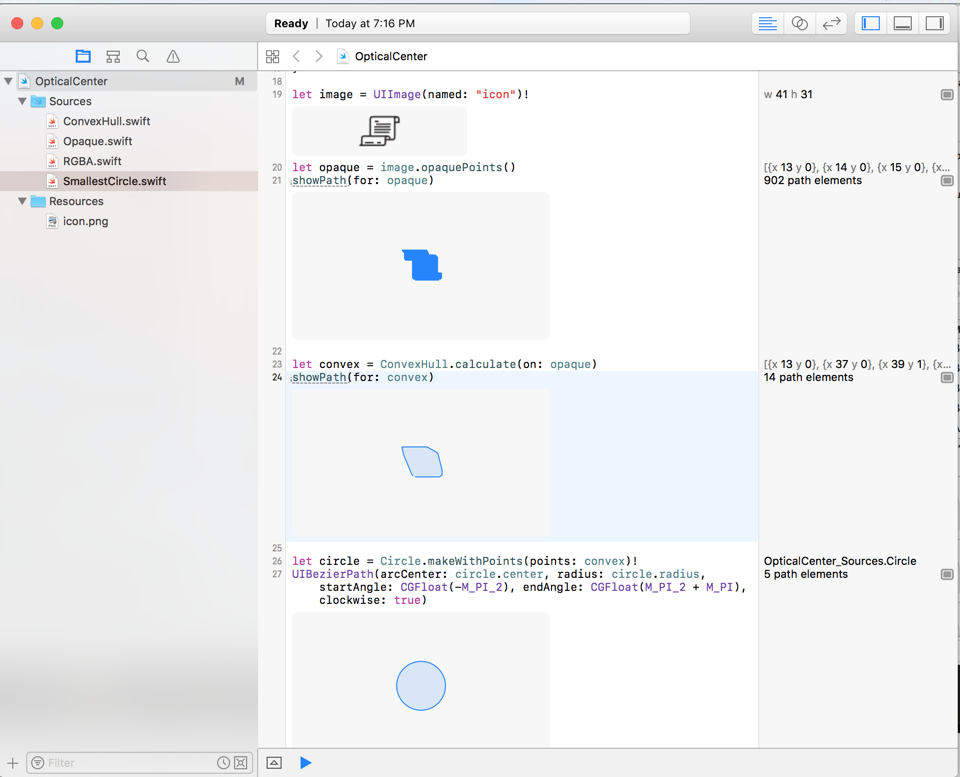 Ready | Today at 7:16 PM
OpticalCenter
OpticalCenter M
Sources
ConvexHull.swift
Opaque.swift
RGBA.swift
SmallestCircle.swift
Resources
icon.png
Filter
18
19 let image = UIImage(named: "icon")! w 41 h 31
20 let opaque = image.opaquePoints() [{x 13 y 0}, {x 14 y 0}, {x 15 y 0}, {x...
21 showPath(for: opaque) 902 path elements
22
23 let convex = ConvexHull.calculate(on: opaque) [{x 13 y 0}, {x 37 y 0}, {x 39 y 1}, {x...
24 showPath(for: convex) 14 path elements
25
26 let circle = Circle.makeWithPoints(points: convex)! OpticalCenter_Sources.Circle
27 UIBezierPath(arcCenter: circle.center, radius: circle.radius, 5 path elements
startAngle: CGFloat(-M_PI_2), endAngle: CGFloat(M_PI_2 + M_PI),
clockwise: true)